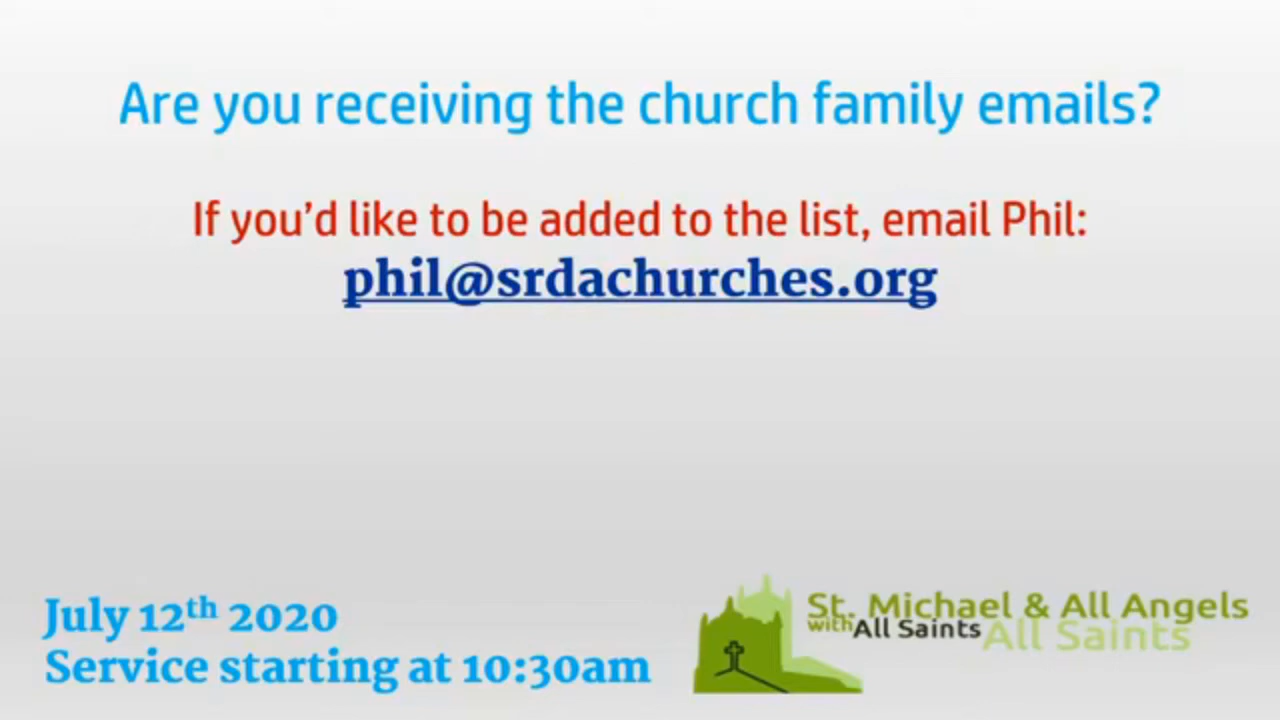 Are you receiving the church family emails?
If you’d like to be added to the list, email Phil:
phil@srdachurches.org
July 12th 2020
Service starting at 10:30am
St. Michael & All Angels
with All Saints All Saints